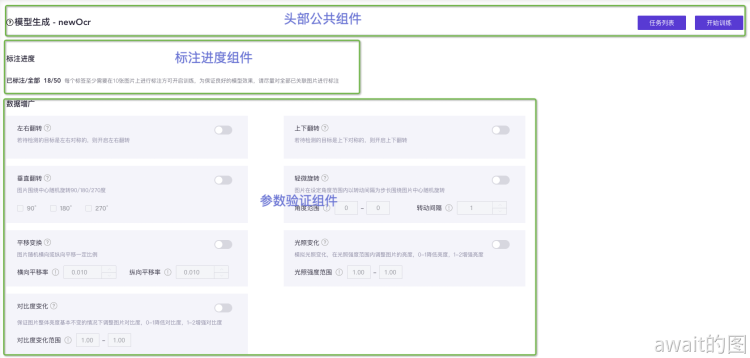 模型生成 - newOcr
头部公共组件
任务列表
开始训练
标注进度
标注进度组件
已标注/全部 18/50 每个标签至少需要在10张图片上进行标注方可开启训练，为保证良好的模型效果，请尽量对全部已关联图片进行标注
数据增广
左右翻转
若待检测的目标是左右对称的，则开启左右翻转
上下翻转
若待检测的目标是上下对称的，则开启上下翻转
垂直翻转
图片围绕中心随机旋转90/180/270度
90°
180°
270°
轻微旋转
图片在设定角度范围内以转动间隔为步长围绕图片中心随机旋转
参数验证组件
角度范围 0 - 0
转动间隔 1
平移变换
图片随机横向或纵向平移一定比例
横向平移率 0.010
纵向平移率 0.010
光照变化
模拟光照变化，在光照强度范围内调整图片的亮度，0~1降低亮度，1~2增强亮度
光照强度范围 1.00 - 1.00
对比度变化
保证图片整体亮度基本不变的情况下调整图片对比度，0~1降低对比度，1~2增强对比度
对比度变化范围 1.00 - 1.00
await的图